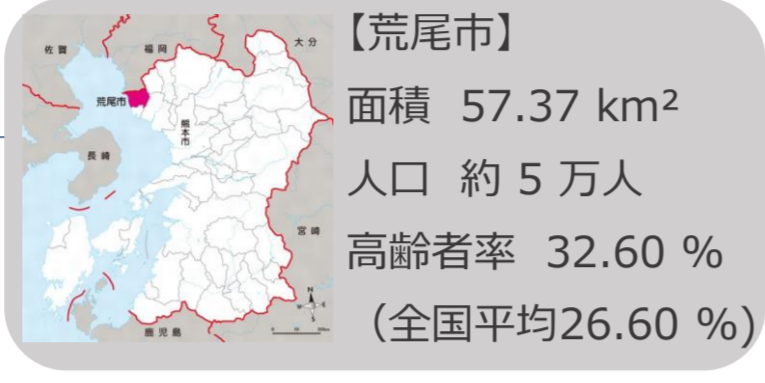 【荒尾市】
面積 57.37 km²
人口 約 5 万人
高齢者率 32.60 %
(全国平均26.60 %)
佐賀
福岡
大分
荒尾市
熊本市
長崎
宮崎
鹿児島
N